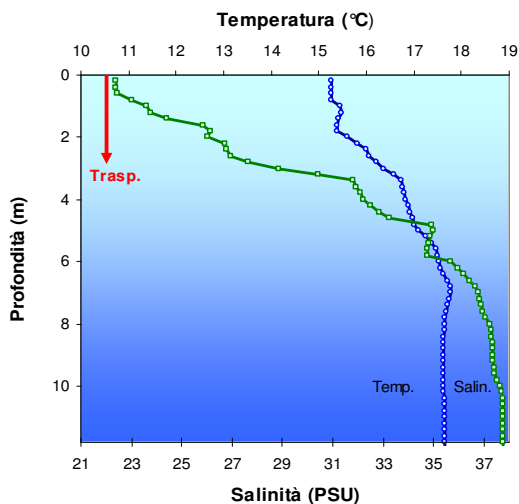 Temperatura (°C)
10 11 12 13 14 15 16 17 18 19
0
2
4
6
8
10
Profondità (m)
Trasp.
Temp. Salin.
21 23 25 27 29 31 33 35 37
Salinità (PSU)